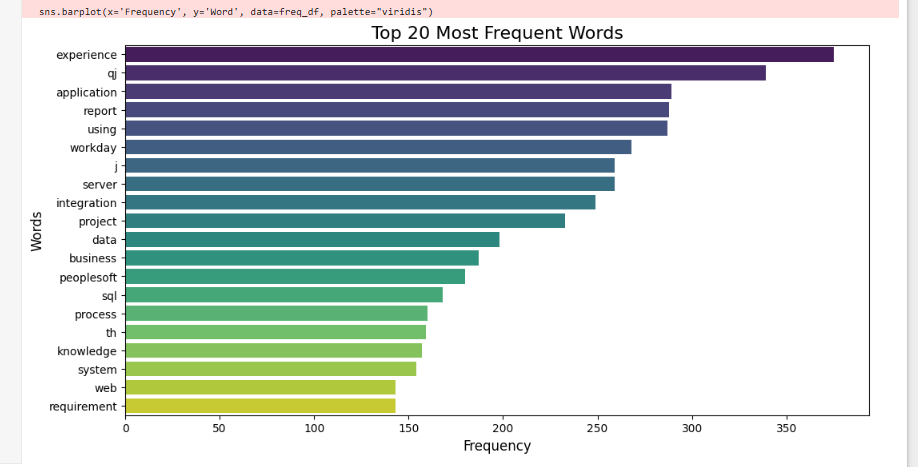 sns.barplot(x='Frequency', y='Word', data=freq_df, palette="viridis")
Top 20 Most Frequent Words
experience
qj
application
report
using
workday
j
server
integration
project
data
business
peoplesoft
sql
process
th
knowledge
system
web
requirement
Words
0 50 100 150 200 250 300 350
Frequency